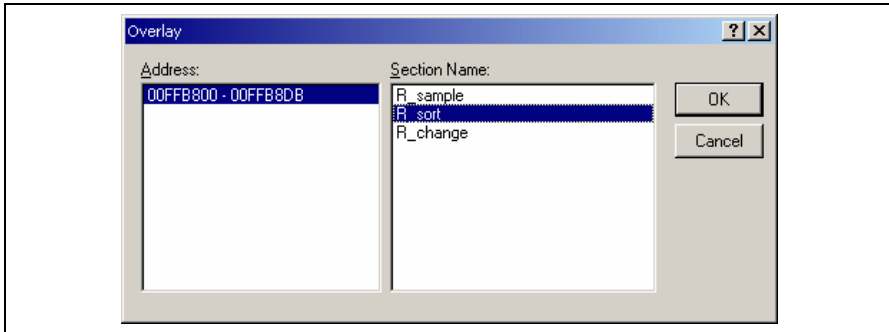 Overlay
Address:
00FFB800 - 00FFB8DB
Section Name:
R_sample
R_sort
R_change
OK
Cancel